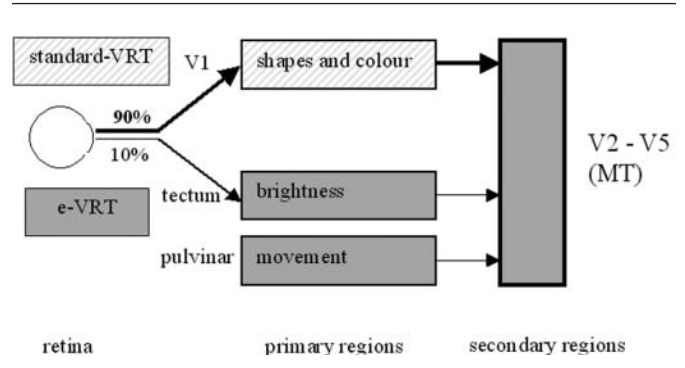 standard-VRT
V1
shapes and colour
90%
10%
V2 - V5
(MT)
e-VRT
tectum
brightness
pulvinar
movement
retina
primary regions
secondary regions